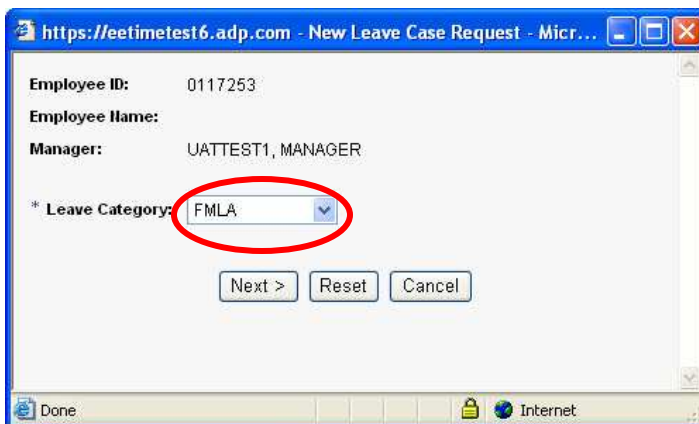 https://eetimetest6.adp.com - New Leave Case Request - Micr...
Employee ID: 0117253
Employee Name:
Manager: UATTEST1, MANAGER
* Leave Category: FMLA
Next > Reset Cancel
Done Internet